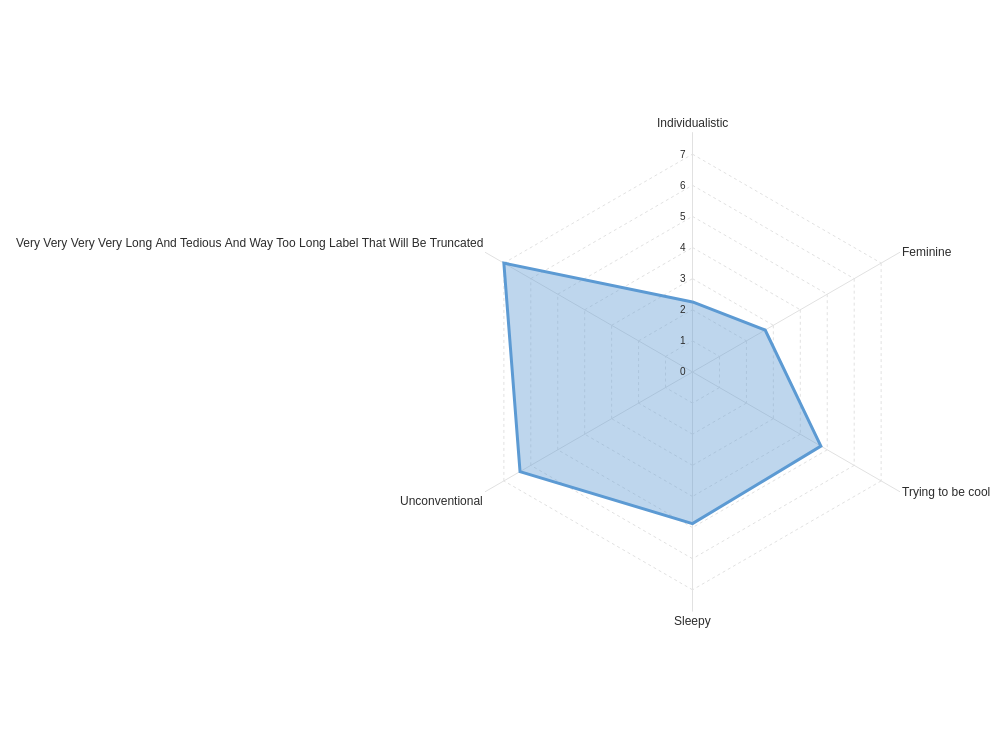 Individualistic
7
6
5
4
3
2
1
0
Very Very Very Very Long And Tedious And Way Too Long Label That Will Be Truncated
Feminine
Unconventional
Trying to be cool
Sleepy